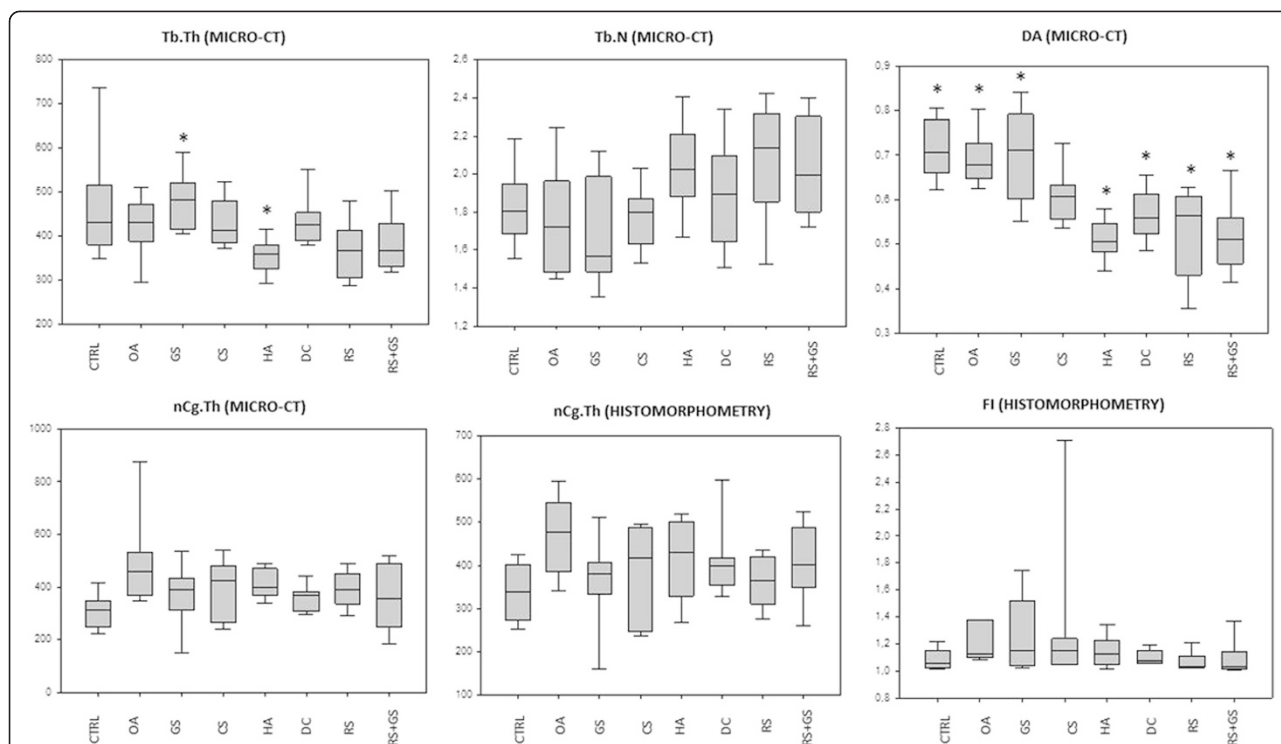 Tb.Th (MICRO-CT)
800
700
600
500
400
300
200
*
*
CTRL
OA
GS
CS
HA
DC
RS
RS+GS
Tb.N (MICRO-CT)
2,6
2,4
2,2
2,0
1,8
1,6
1,4
1,2
CTRL
OA
GS
CS
HA
DC
RS
RS+GS
DA (MICRO-CT)
0,9
0,8
0,7
0,6
0,5
0,4
0,3
*
*
*
*
*
*
*
CTRL
OA
GS
CS
HA
DC
RS
RS+GS
nCg.Th (MICRO-CT)
1000
800
600
400
200
0
CTRL
OA
GS
CS
HA
DC
RS
RS+GS
nCg.Th (HISTOMORPHOMETRY)
700
600
500
400
300
200
100
CTRL
OA
GS
CS
HA
DC
RS
RS+GS
FI (HISTOMORPHOMETRY)
2,8
2,6
2,4
2,2
2,0
1,8
1,6
1,4
1,2
1,0
0,8
CTRL
OA
GS
CS
HA
DC
RS
RS+GS